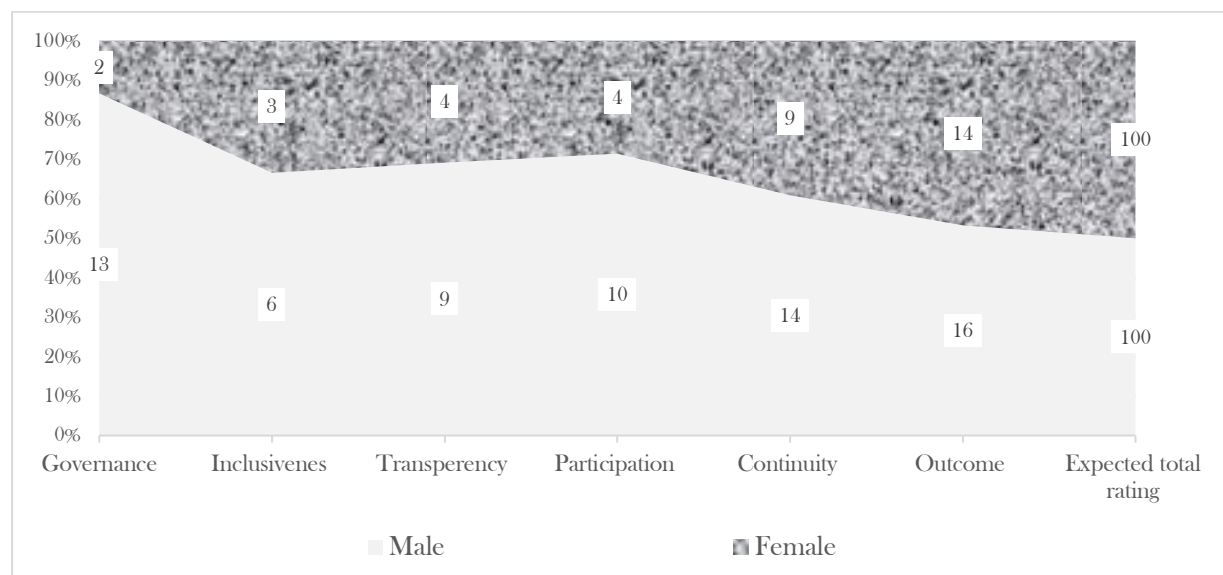 100%
90%
80%
70%
60%
50%
40%
30%
20%
10%
0%
2
3
4
4
9
14
100
13
6
9
10
14
16
100
Governance
Inclusivenes
Transperency
Participation
Continuity
Outcome
Expected total
rating
Male
Female